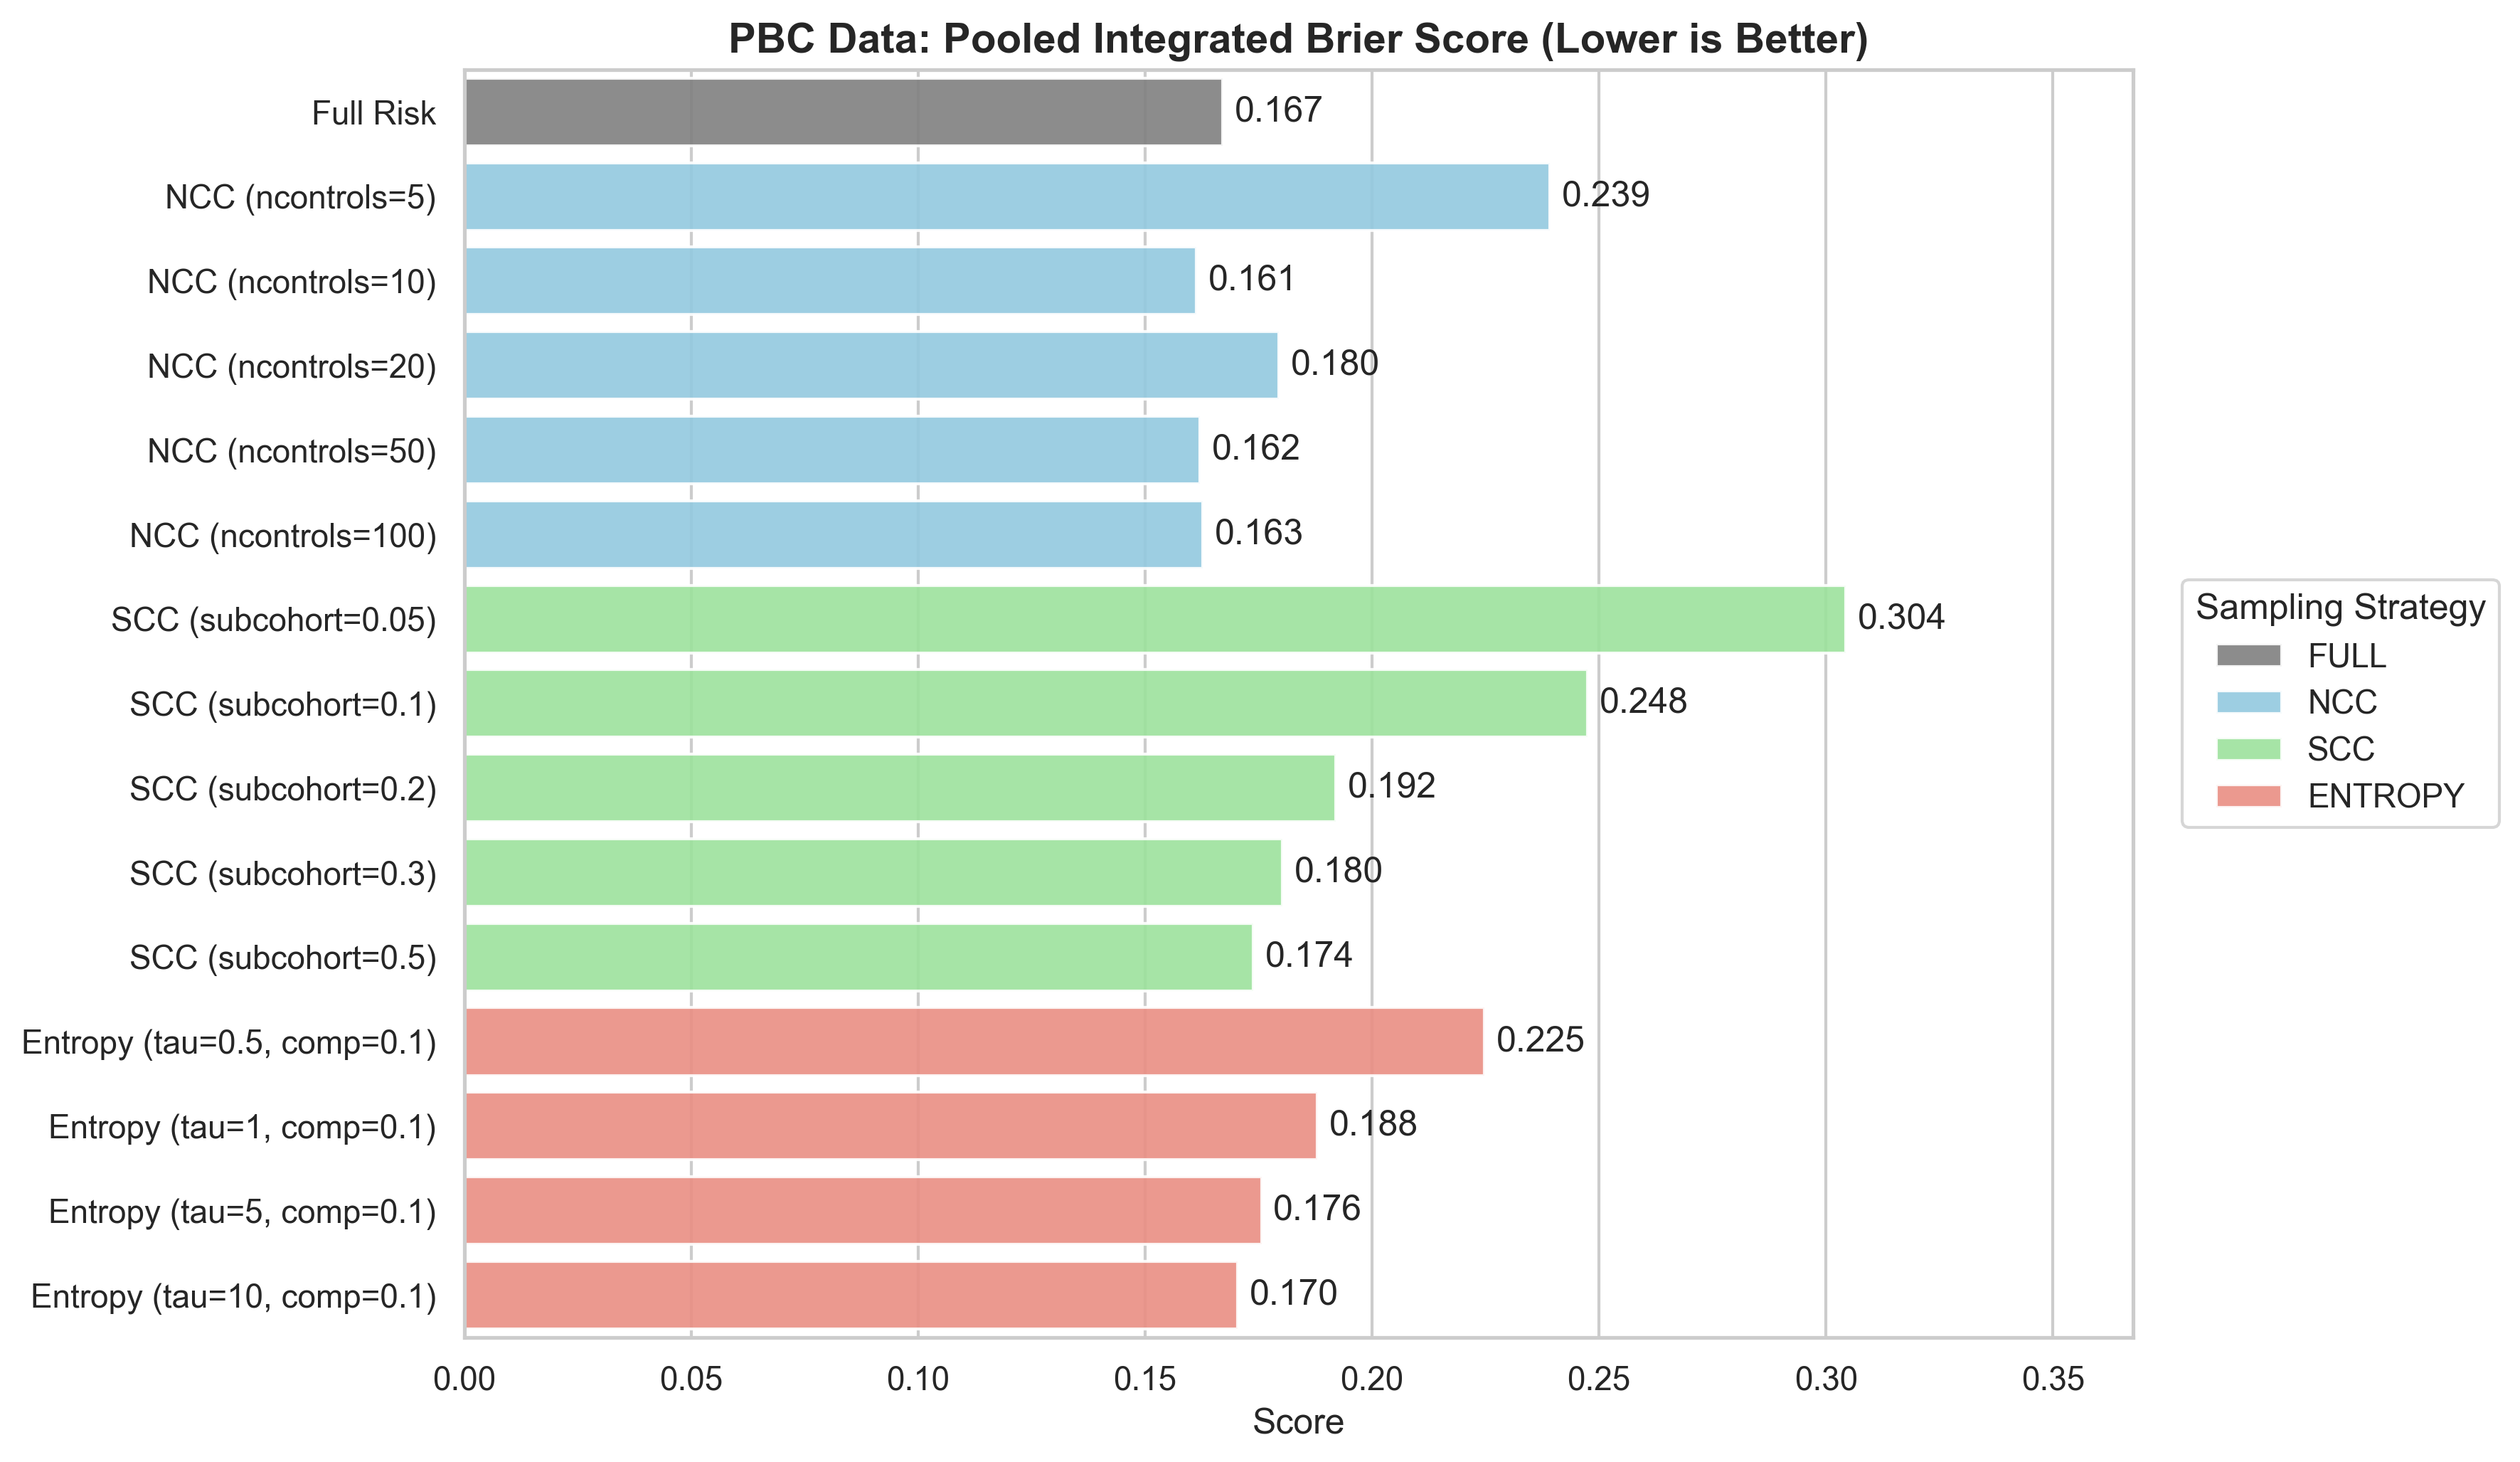 PBC Data: Pooled Integrated Brier Score (Lower is Better)
Full Risk 0.167
NCC (ncontrols=5) 0.239
NCC (ncontrols=10) 0.161
NCC (ncontrols=20) 0.180
NCC (ncontrols=50) 0.162
NCC (ncontrols=100) 0.163
SCC (subcohort=0.05) 0.304
SCC (subcohort=0.1) 0.248
SCC (subcohort=0.2) 0.192
SCC (subcohort=0.3) 0.180
SCC (subcohort=0.5) 0.174
Entropy (tau=0.5, comp=0.1) 0.225
Entropy (tau=1, comp=0.1) 0.188
Entropy (tau=5, comp=0.1) 0.176
Entropy (tau=10, comp=0.1) 0.170
0.00 0.05 0.10 0.15 0.20 0.25 0.30 0.35
Score
Sampling Strategy
FULL
NCC
SCC
ENTROPY